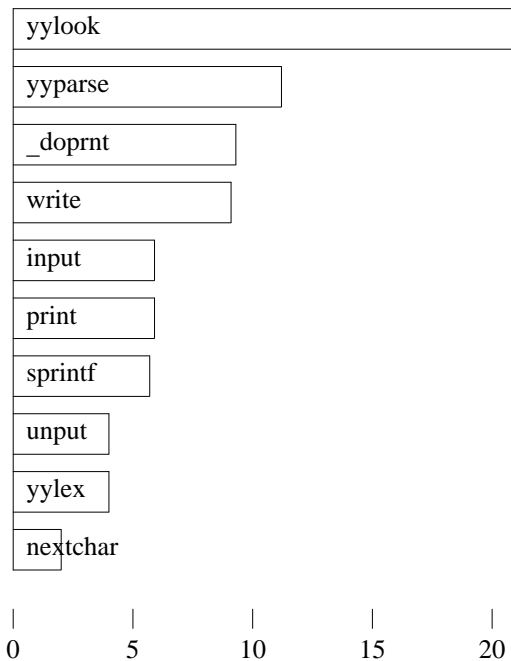 yylook
yyparse
_doprnt
write
input
print
sprintf
unput
yylex
nextchar
0 5 10 15 20